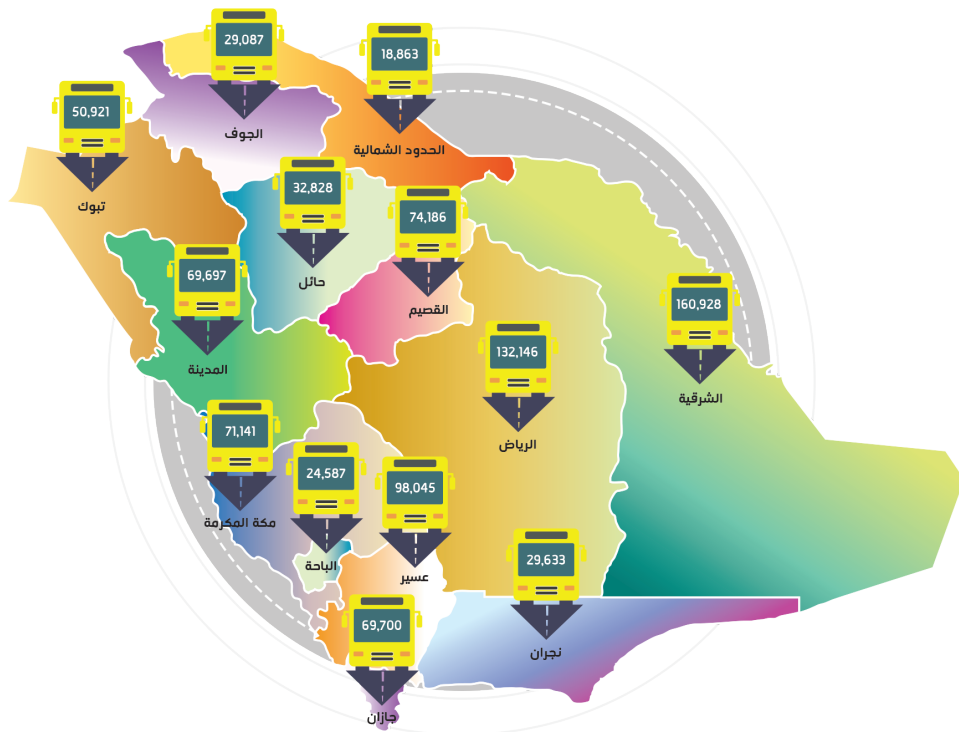 29,087
الجوف
18,863
الحدود الشمالية
50,921
تبوك
32,828
حائل
74,186
القصيم
69,697
المدينة
160,928
الشرقية
132,146
الرياض
71,141
مكة المكرمة
24,587
الباحة
98,045
عسير
29,633
نجران
69,700
جازان